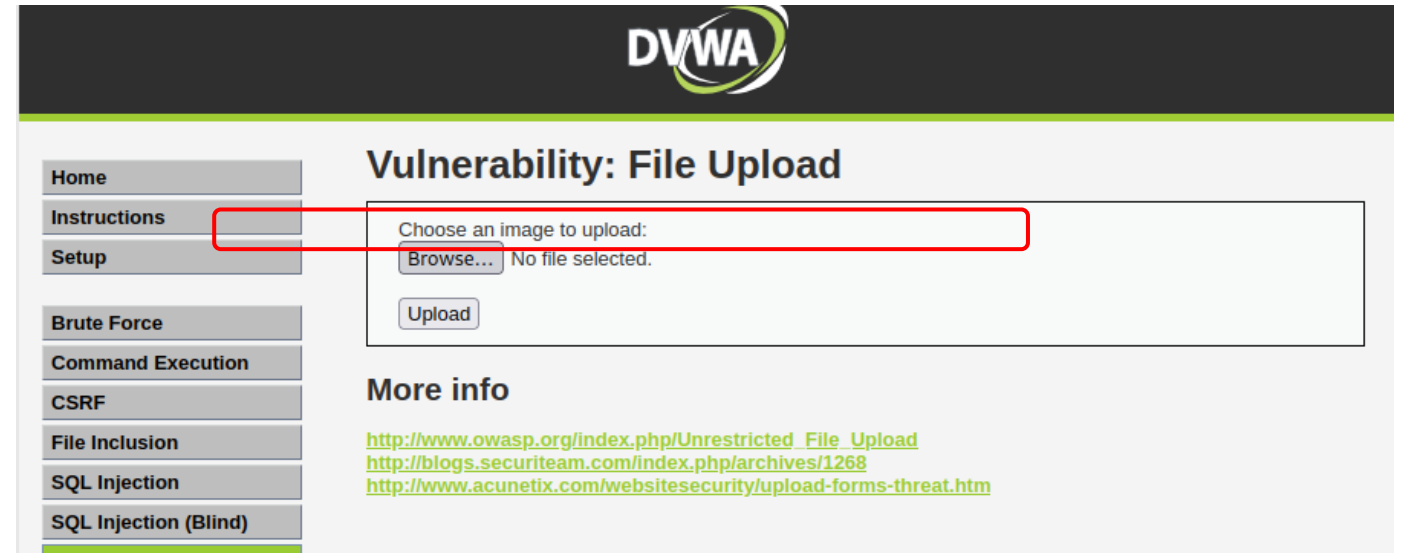 DVWA
Home
Instructions
Setup
Brute Force
Command Execution
CSRF
File Inclusion
SQL Injection
SQL Injection (Blind)
Vulnerability: File Upload
Choose an image to upload:
Browse... No file selected.
Upload
More info
http://www.owasp.org/index.php/Unrestricted_File_Upload
http://blogs.securiteam.com/index.php/archives/1268
http://www.acunetix.com/websitesecurity/upload-forms-threat.htm